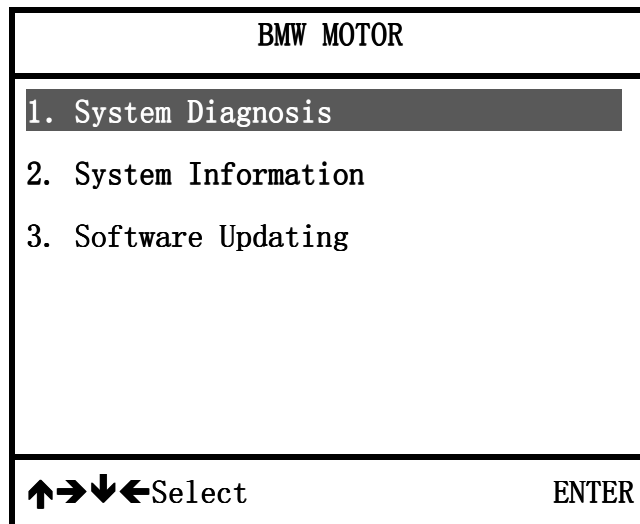 BMW MOTOR
1. System Diagnosis
2. System Information
3. Software Updating
↑→↓←Select ENTER